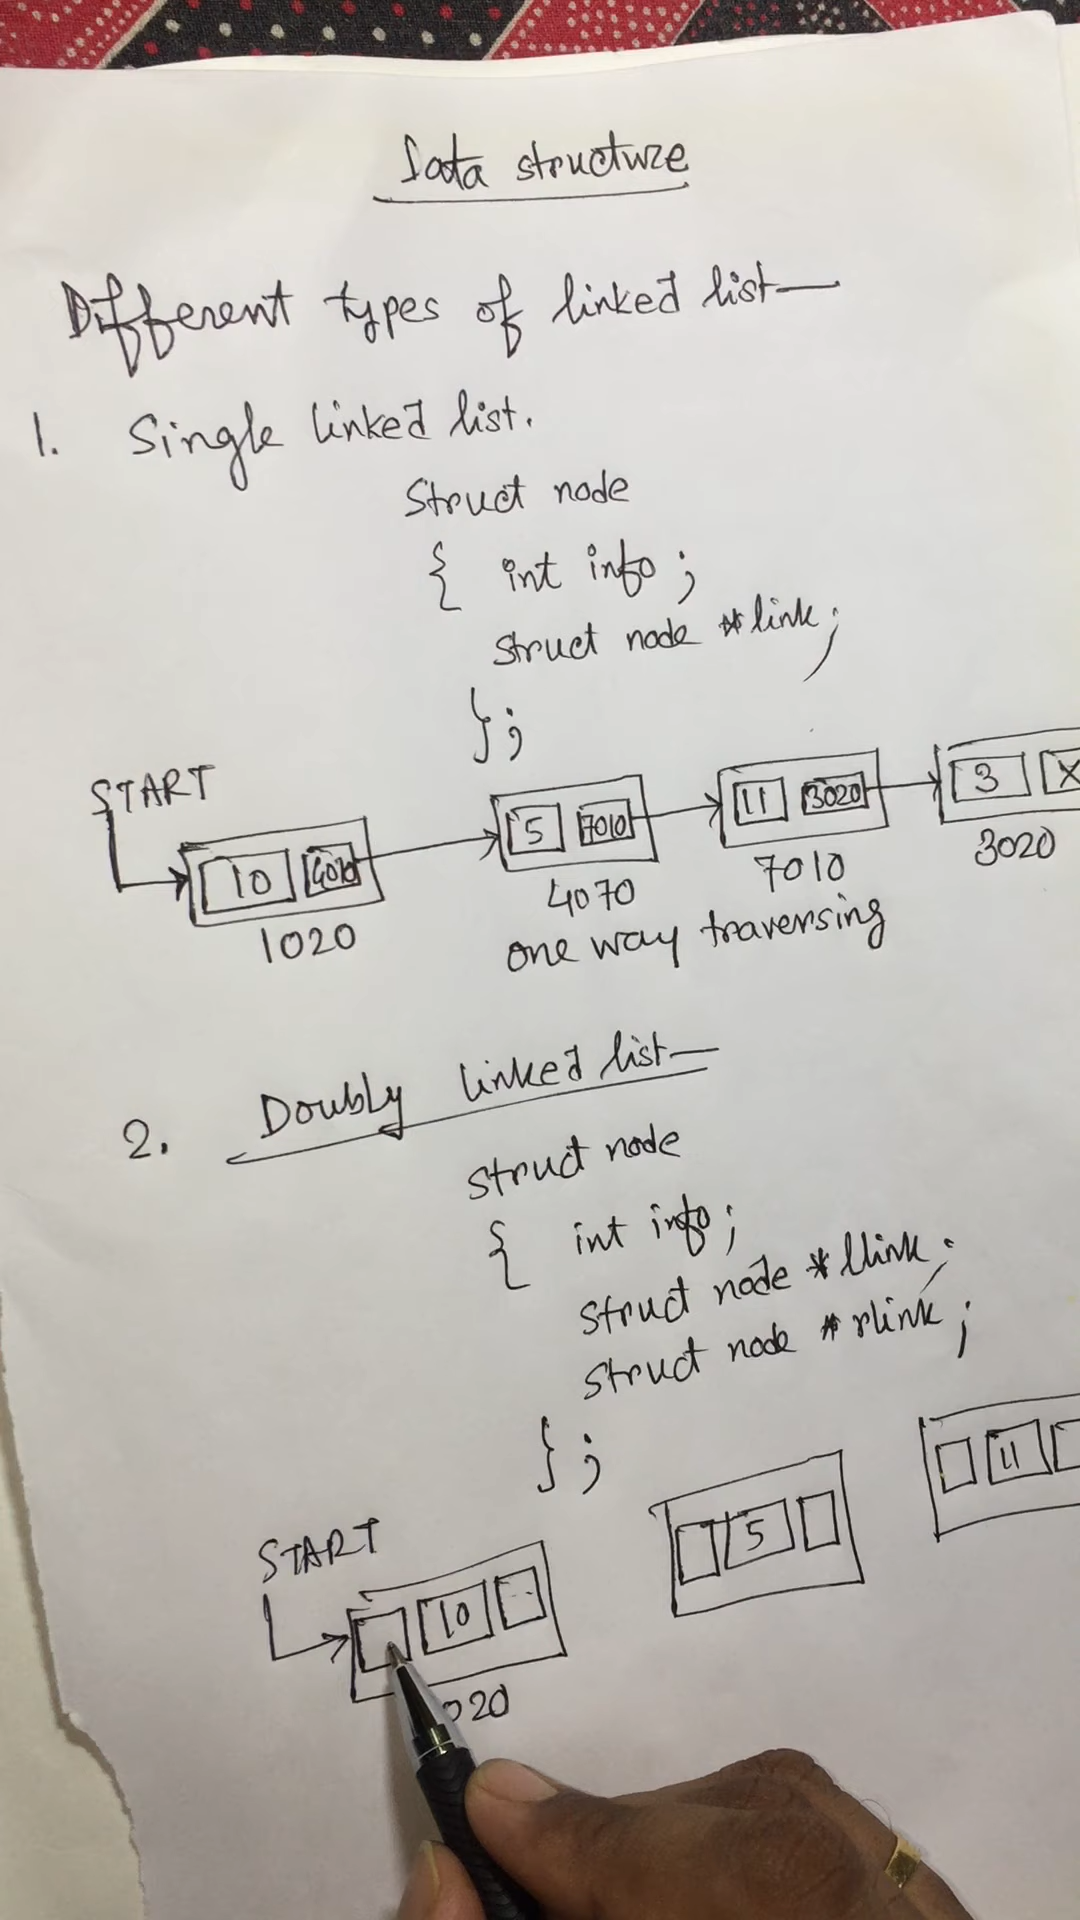 Data structure
Different types of linked list—
1. Single linked list.
Struct node
{ int info ;
struct node *link;
};
START
10 5 7010 11 3020 3 X
1020 4070 7010 3020
one way traversing
2. Doubly linked list—
struct node
{ int info;
struct node *llink;
struct node *rlink;
};
START
10 5 11
020